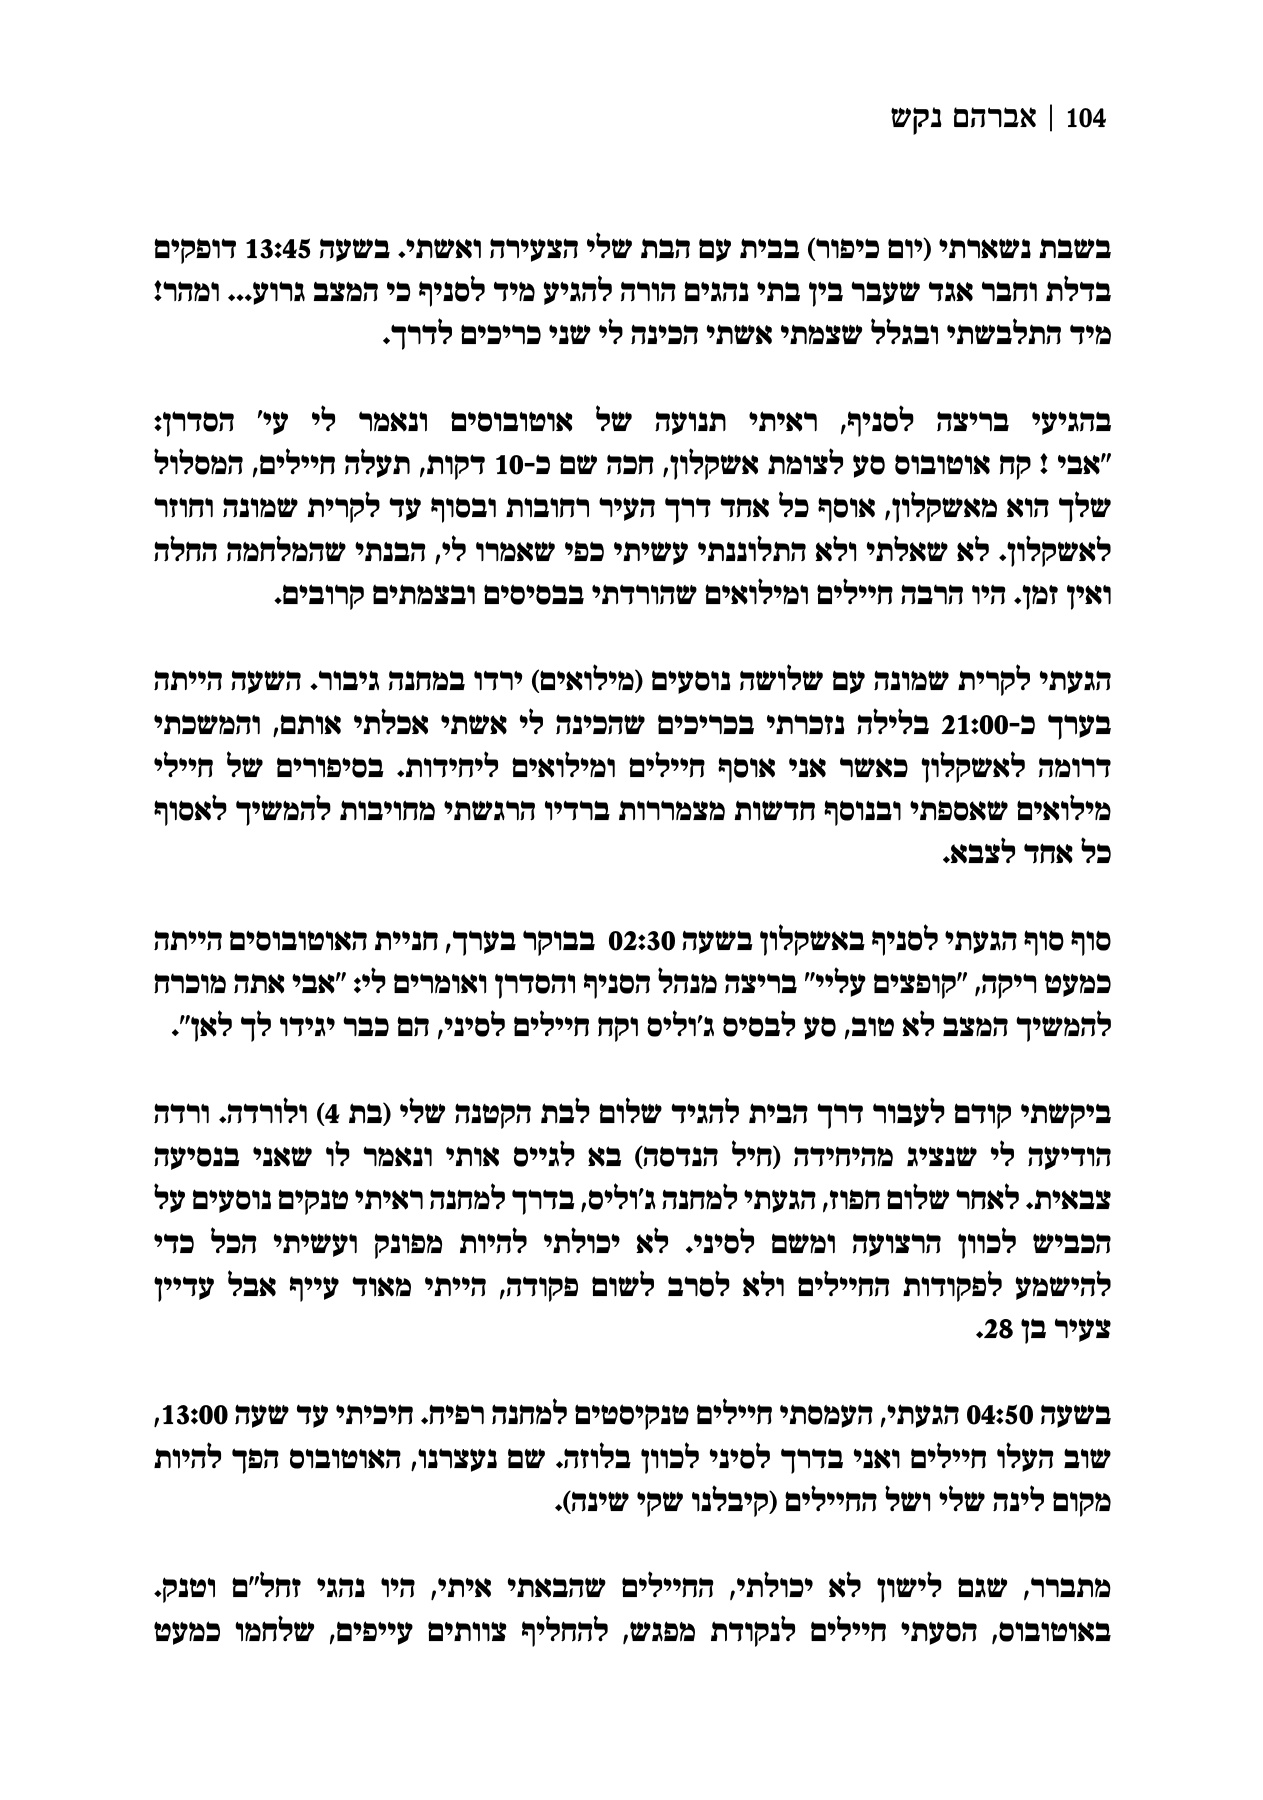 104 | אברהם נקש
בשבת נשארתי (יום כיפור) בבית עם הבת שלי הצעירה ואשתי. בשעה 13:45 דופקים
בדלת וחבר אגד שעבר בין בתי נהגים הורה להגיע מיד לסניף כי המצב גרוע... ומהר!
מיד התלבשתי ובגלל שצמתי אשתי הכינה לי שני כריכים לדרך.
בהגיעי בריצה לסניף, ראיתי תנועה של אוטובוסים ונאמר לי עי' הסדרן:
"אבי ! קח אוטובוס סע לצומת אשקלון, חכה שם כ-10 דקות, תעלה חיילים, המסלול
שלך הוא מאשקלון, אוסף כל אחד דרך העיר רחובות ובסוף עד לקרית שמונה וחוזר
לאשקלון. לא שאלתי ולא התלוננתי עשיתי כפי שאמרו לי, הבנתי שהמלחמה החלה
ואין זמן. היו הרבה חיילים ומילואים שהורדתי בבסיסים ובצמתים קרובים.
הגעתי לקרית שמונה עם שלושה נוסעים (מילואים) ירדו במחנה גיבור. השעה הייתה
בערך כ-21:00 בלילה נזכרתי בכריכים שהכינה לי אשתי אכלתי אותם, והמשכתי
דרומה לאשקלון כאשר אני אוסף חיילים ומילואים ליחידות. בסיפורים של חיילי
מילואים שאספתי ובנוסף חדשות מצמררות ברדיו הרגשתי מחויבות להמשיך לאסוף
כל אחד לצבא.
סוף סוף הגעתי לסניף באשקלון בשעה 02:30 בבוקר בערך, חניית האוטובוסים הייתה
כמעט ריקה, "קופצים עליי" בריצה מנהל הסניף והסדרן ואומרים לי: "אבי אתה מוכרח
להמשיך המצב לא טוב, סע לבסיס ג'וליס וקח חיילים לסיני, הם כבר יגידו לך לאן".
ביקשתי קודם לעבור דרך הבית להגיד שלום לבת הקטנה שלי (בת 4) ולורדה. ורדה
הודיעה לי שנציג מהיחידה (חיל הנדסה) בא לגייס אותי ונאמר לו שאני בנסיעה
צבאית. לאחר שלום חפוז, הגעתי למחנה ג'וליס, בדרך למחנה ראיתי טנקים נוסעים על
הכביש לכוון הרצועה ומשם לסיני. לא יכולתי להיות מפונק ועשיתי הכל כדי
להישמע לפקודות החיילים ולא לסרב לשום פקודה, הייתי מאוד עייף אבל עדיין
צעיר בן 28.
בשעה 04:50 הגעתי, העמסתי חיילים טנקיסטים למחנה רפיח. חיכיתי עד שעה 13:00,
שוב העלו חיילים ואני בדרך לסיני לכוון בלוזה. שם נעצרנו, האוטובוס הפך להיות
מקום לינה שלי ושל החיילים (קיבלנו שקי שינה).
מתברר, שגם לישון לא יכולתי, החיילים שהבאתי איתי, היו נהגי זחל"ם וטנק.
באוטובוס, הסעתי חיילים לנקודת מפגש, להחליף צוותים עייפים, שלחמו כמעט